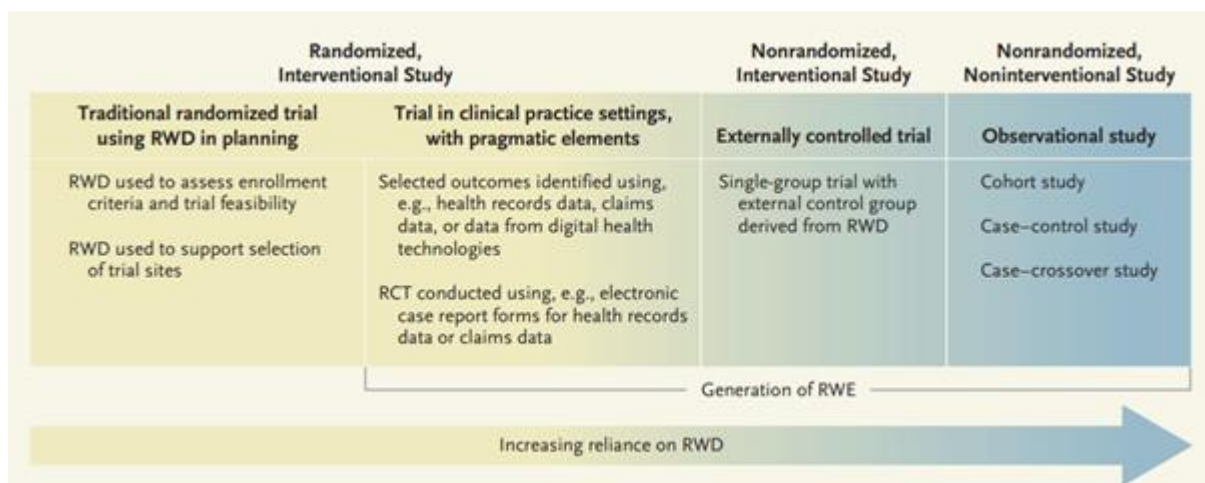 Randomized,
Interventional Study
Nonrandomized,
Interventional Study
Nonrandomized,
Noninterventional Study
Traditional randomized trial
using RWD in planning
Trial in clinical practice settings,
with pragmatic elements
Externally controlled trial
Observational study
RWD used to assess enrollment
criteria and trial feasibility
RWD used to support selection
of trial sites
Selected outcomes identified using,
e.g., health records data, claims
data, or data from digital health
technologies
RCT conducted using, e.g., electronic
case report forms for health records
data or claims data
Single-group trial with
external control group
derived from RWD
Cohort study
Case–control study
Case–crossover study
Generation of RWE
Increasing reliance on RWD